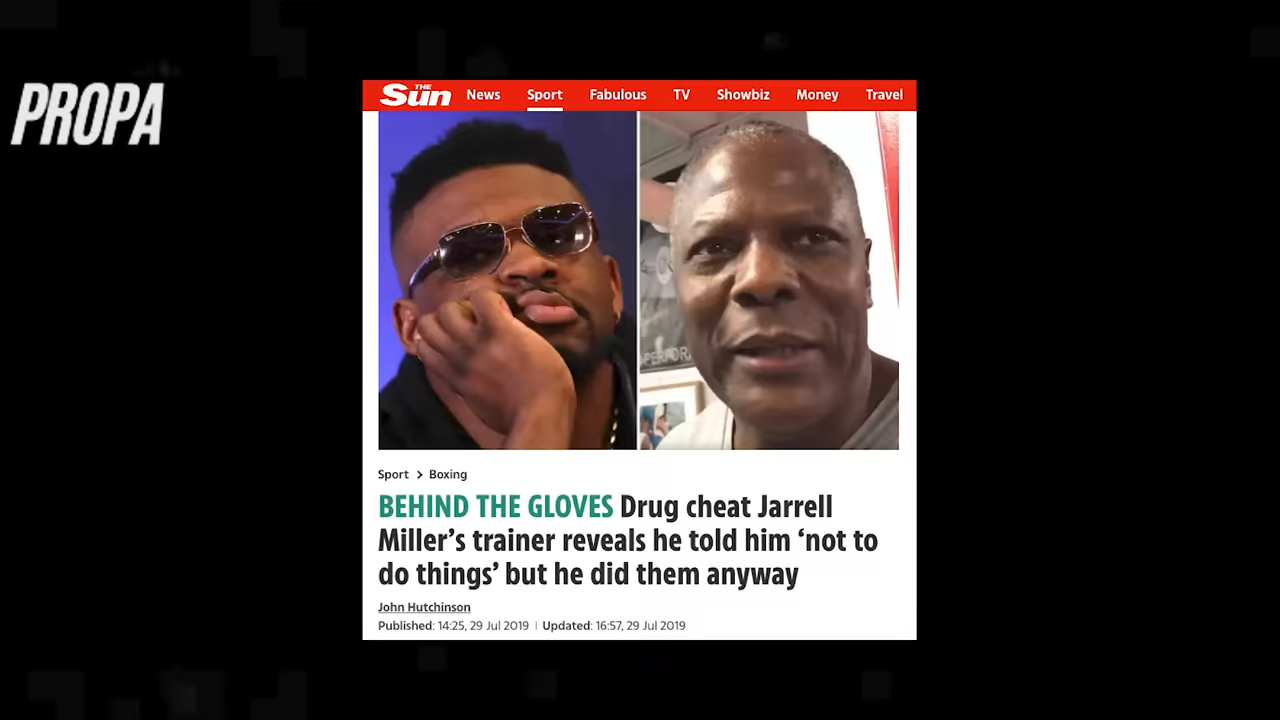 PROPA
THE Sun News Sport Fabulous TV Showbiz Money Travel
Sport > Boxing
BEHIND THE GLOVES Drug cheat Jarrell
Miller’s trainer reveals he told him ‘not to
do things’ but he did them anyway
John Hutchinson
Published: 14:25, 29 Jul 2019 | Updated: 16:57, 29 Jul 2019